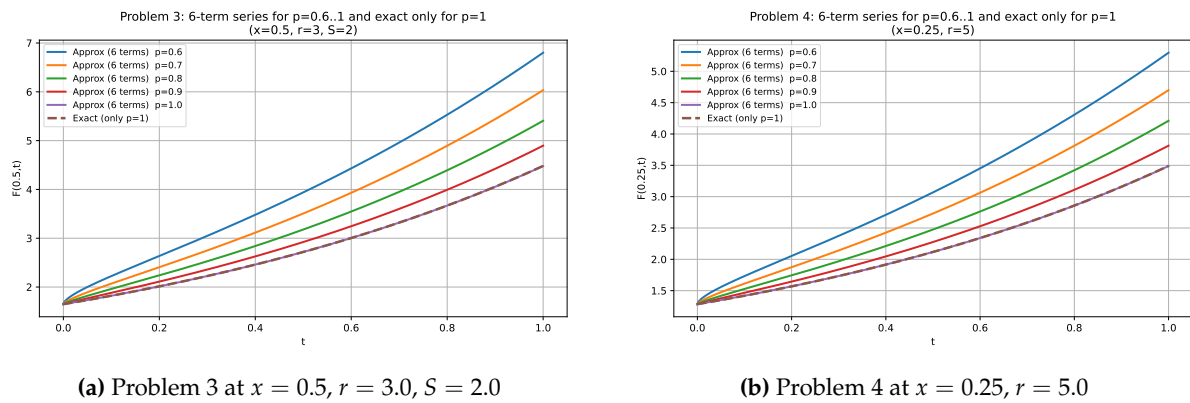 Problem 3: 6-term series for p=0.6..1 and exact only for p=1
(x=0.5, r=3, S=2)
7
6
5
4
3
2
F(0.5,t)
Approx (6 terms) p=0.6
Approx (6 terms) p=0.7
Approx (6 terms) p=0.8
Approx (6 terms) p=0.9
Approx (6 terms) p=1.0
Exact (only p=1)
0.0 0.2 0.4 0.6 0.8 1.0
t
(a) Problem 3 at x = 0.5, r = 3.0, S = 2.0
Problem 4: 6-term series for p=0.6..1 and exact only for p=1
(x=0.25, r=5)
5.0
4.5
4.0
3.5
3.0
2.5
2.0
1.5
F(0.25,t)
Approx (6 terms) p=0.6
Approx (6 terms) p=0.7
Approx (6 terms) p=0.8
Approx (6 terms) p=0.9
Approx (6 terms) p=1.0
Exact (only p=1)
0.0 0.2 0.4 0.6 0.8 1.0
t
(b) Problem 4 at x = 0.25, r = 5.0